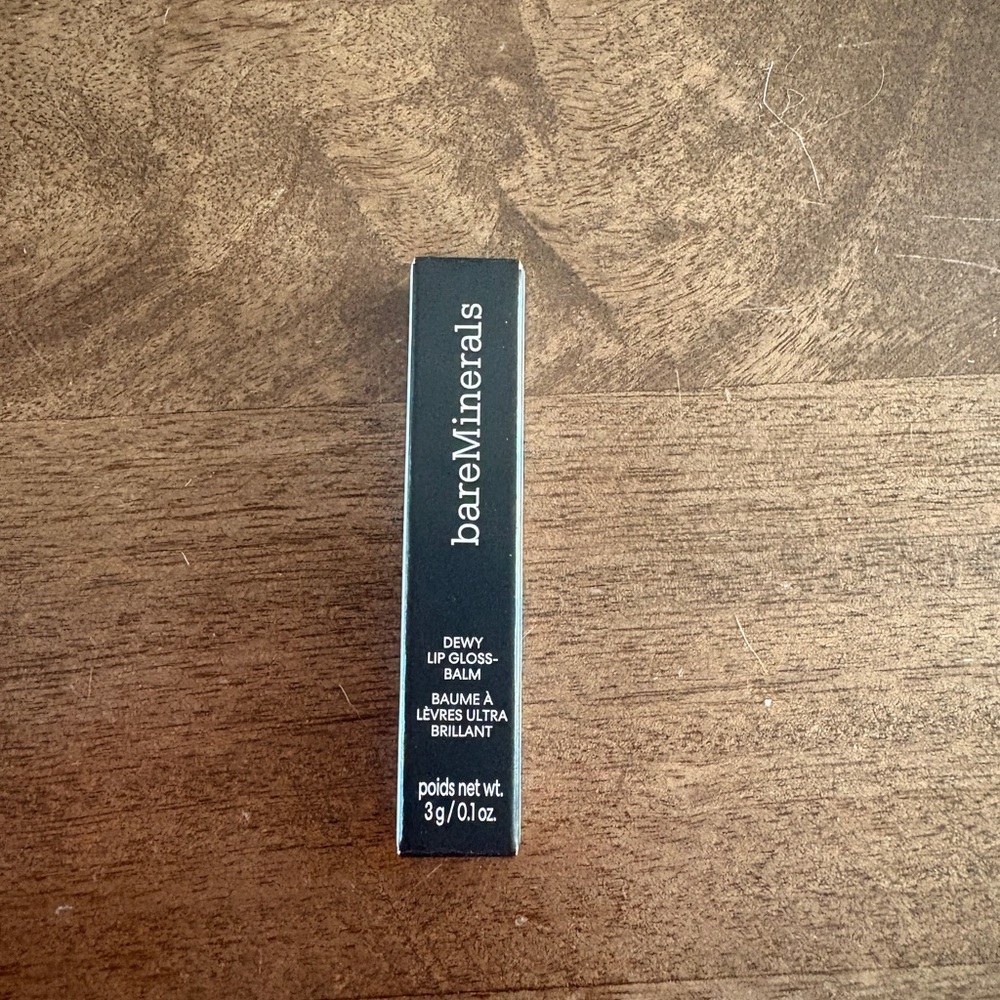 bareMinerals
DEWY
LIP GLOSS-
BALM
BAUME À
LÈVRES ULTRA
BRILLANT
poids net wt.
3 g / 0.1 oz.